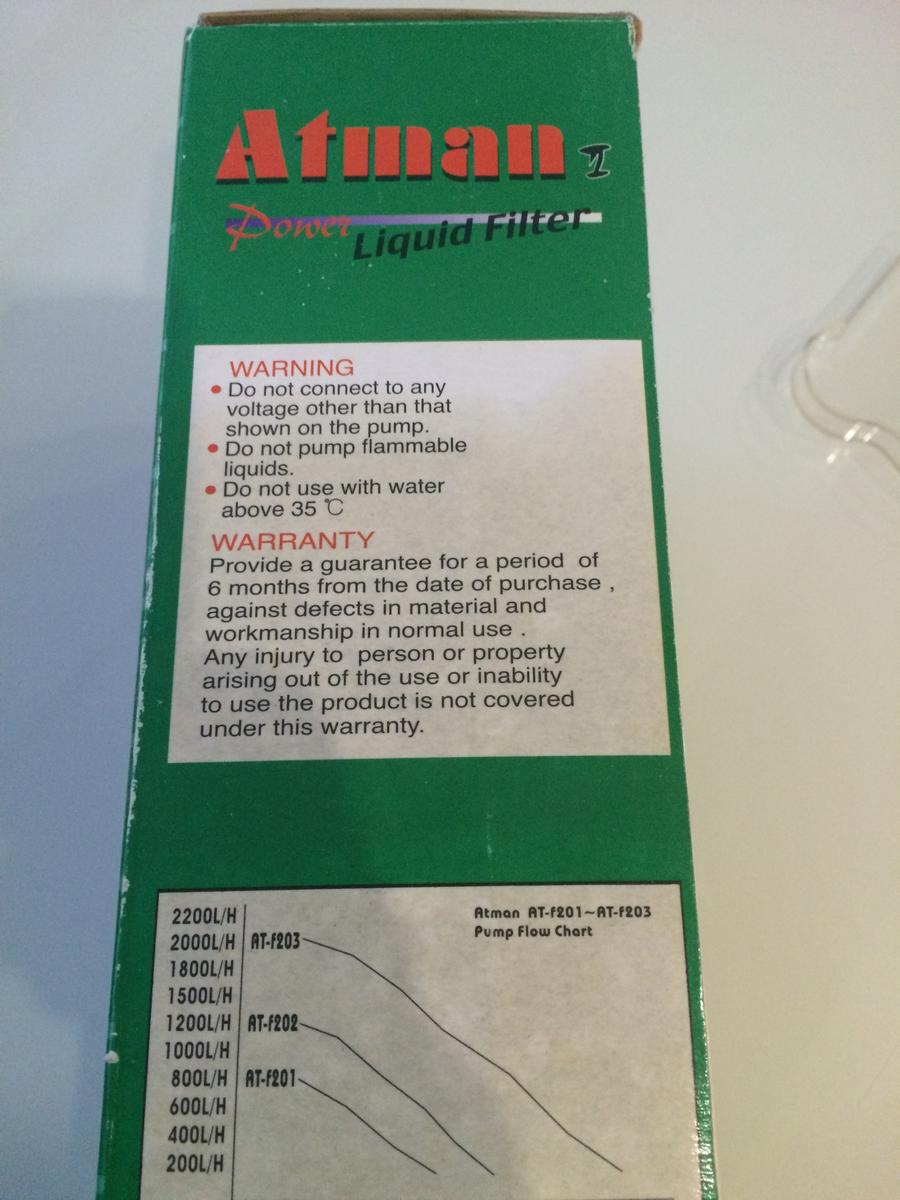 Atman I
Power Liquid Filter
WARNING
• Do not connect to any
voltage other than that
shown on the pump.
• Do not pump flammable
liquids.
• Do not use with water
above 35 ℃
WARRANTY
Provide a guarantee for a period of
6 months from the date of purchase ,
against defects in material and
workmanship in normal use .
Any injury to person or property
arising out of the use or inability
to use the product is not covered
under this warranty.
Atman AT-f201~AT-f203
Pump Flow Chart
2200L/H
2000L/H AT-f203
1800L/H
1500L/H
1200L/H AT-f202
1000L/H
800L/H AT-f201
600L/H
400L/H
200L/H